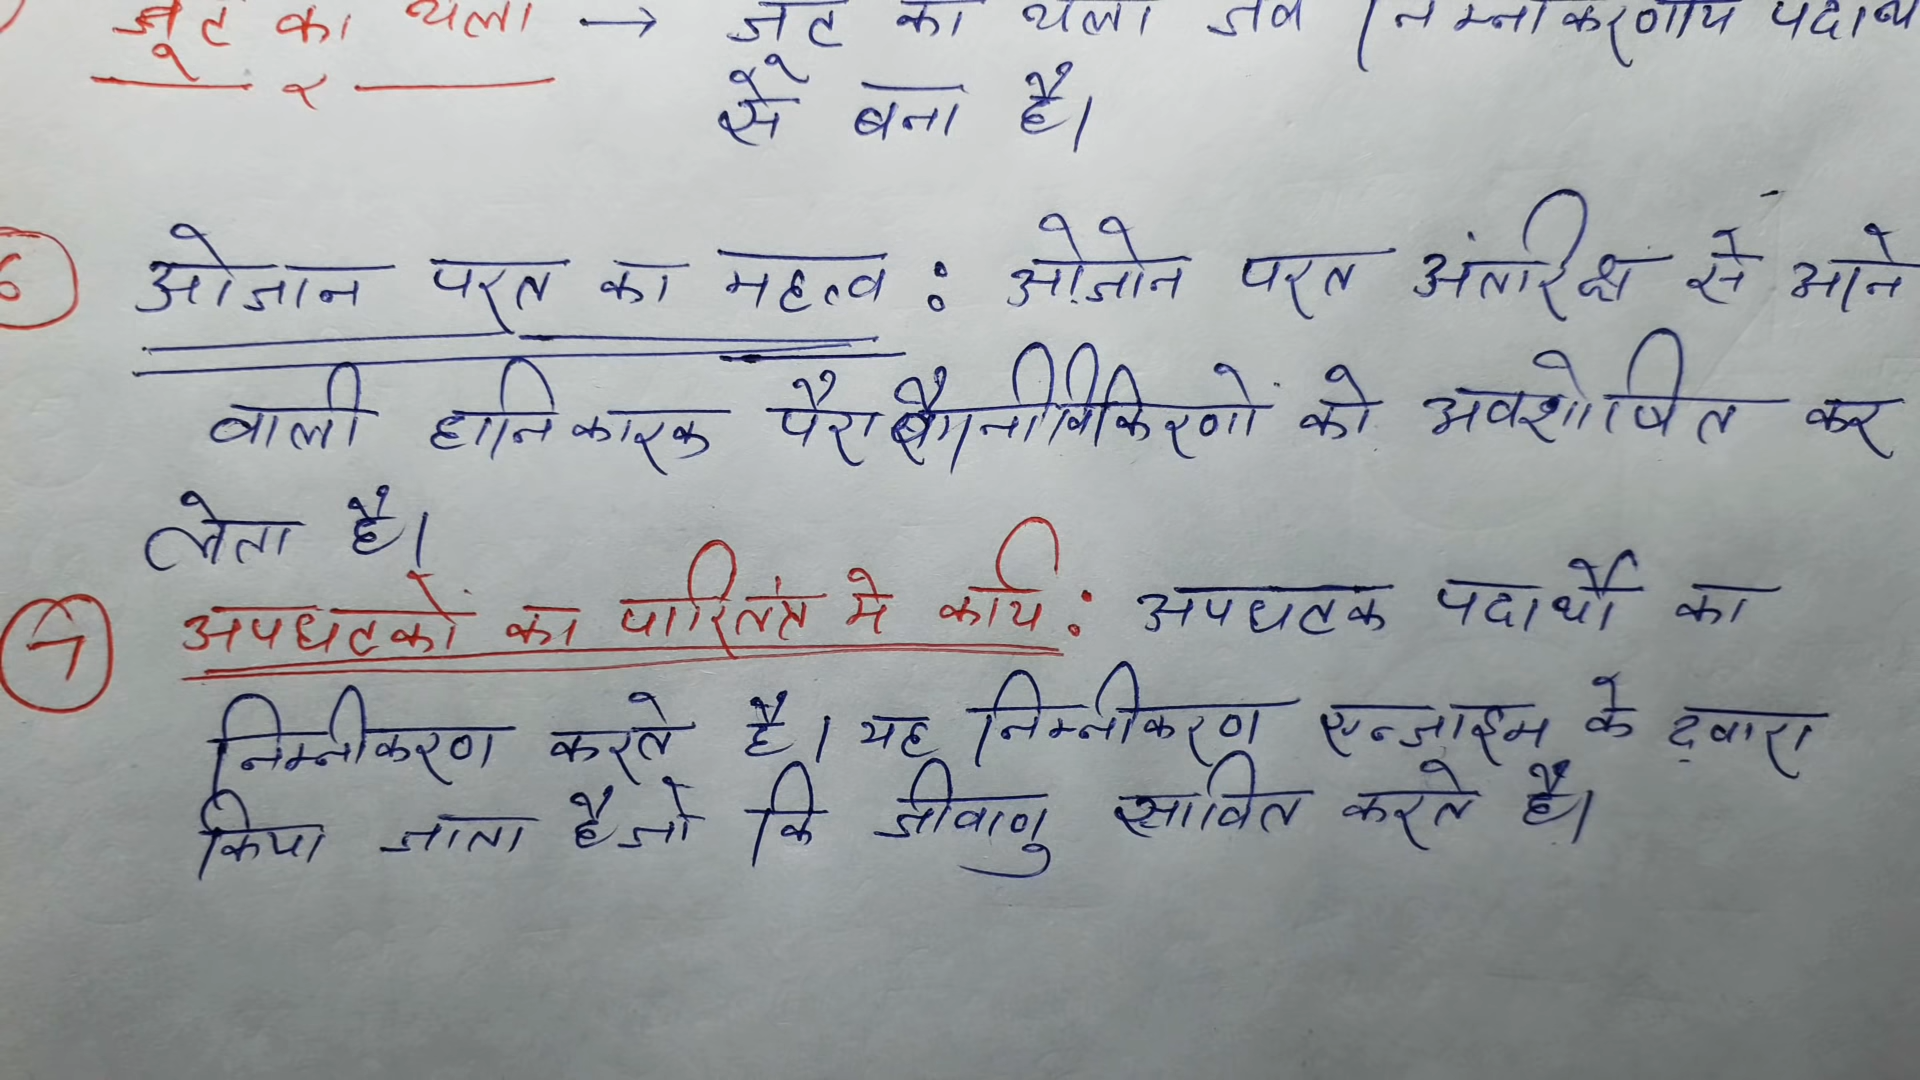 जूट का थैला → जूट का थैला जैव निम्नीकरणीय पदार्थ
से बना है।
6 ओजोन परत का महत्व : ओजोन परत अंतरिक्ष से आने
वाली हानिकारक पैराबैगनी विकिरणों को अवशोषित कर
लेता है।
7 अपघटकों का पारितंत्र मे कार्य : अपघटक पदार्थों का
निम्नीकरण करते है। यह निम्नीकरण एन्जाइम के द्वारा
किया जाता है जो कि जीवाणु स्रावित करते है।